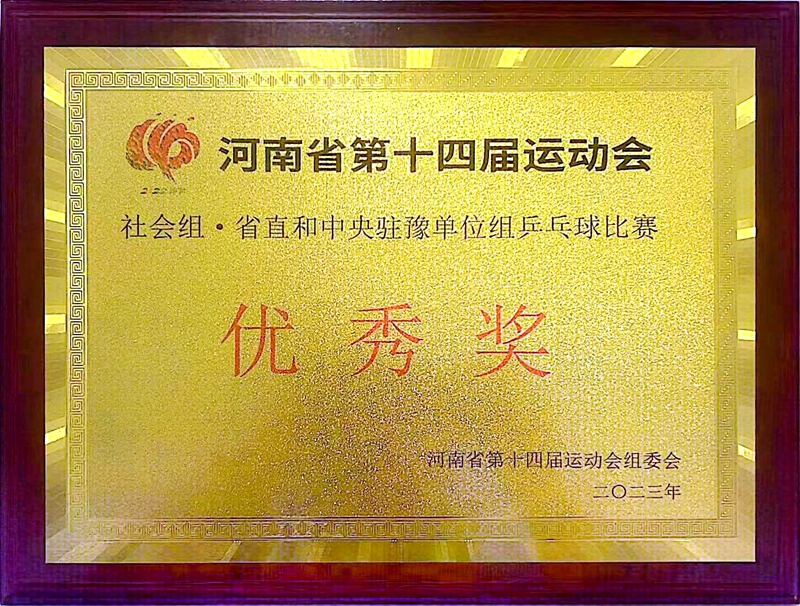 河南省第十四届运动会
社会组·省直和中央驻豫单位组乒乓球比赛
优秀奖
河南省第十四届运动会组委会
二〇二三年